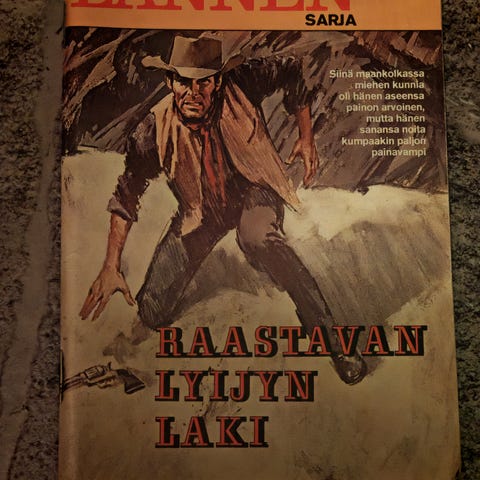 LÄNNEN
SARJA
Siinä maankolkassa
miehen kunnia
oli hänen aseensa
painon arvoinen,
mutta hänen
sanansa noita
kumpaakin paljon
painavampi
RAASTAVAN
LYIJYN
LAKI